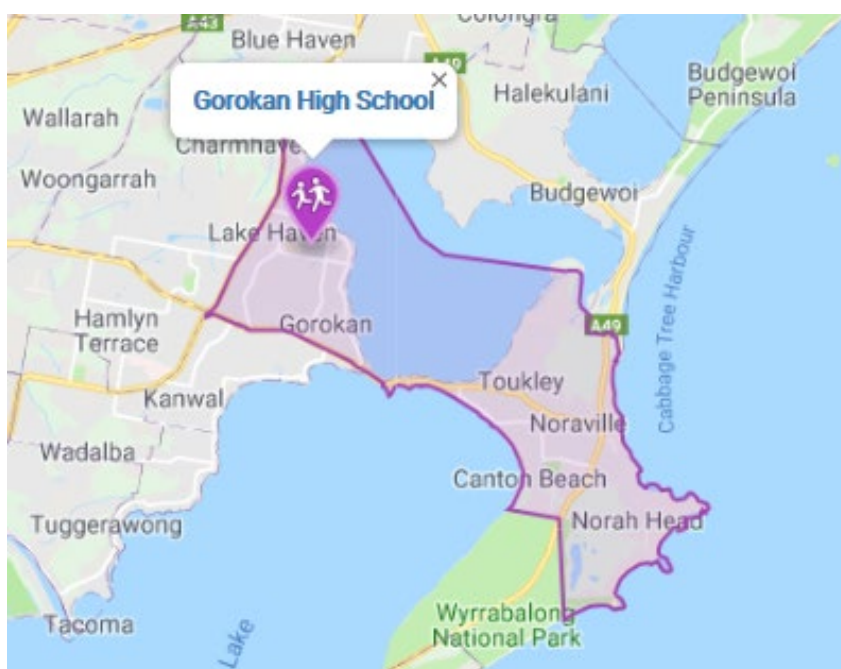 Colongra
A43
Blue Haven
A49
Budgewoi
Peninsula
Gorokan High School
×
Halekulani
Wallarah
Charmhaven
Woongarrah
Budgewoi
Lake Haven
Cabbage Tree Harbour
Hamlyn
Terrace
Gorokan
A49
Toukley
Kanwal
Noraville
Wadalba
Canton Beach
Tuggerawong
Norah Head
Wyrrabalong
National Park
Tacoma
Lake